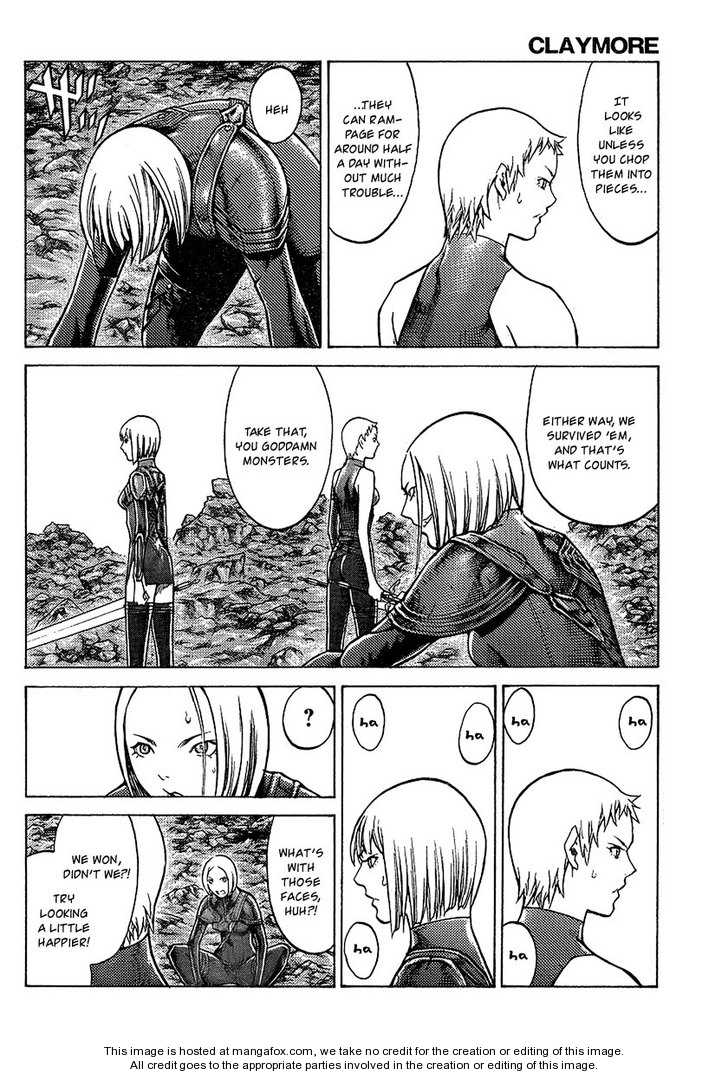 CLAYMORE
IT
LOOKS
LIKE
UNLESS
YOU CHOP
THEM INTO
PIECES...
...THEY
CAN RAM-
PAGE FOR
AROUND HALF
A DAY WITH-
OUT MUCH
TROUBLE...
HEH
EITHER WAY, WE
SURVIVED 'EM,
AND THAT'S
WHAT COUNTS.
TAKE THAT,
YOU GODDAMN
MONSTERS.
ha
ha
ha
ha
ha
ha
?
WHAT'S
WITH
THOSE
FACES,
HUH?!
WE WON,
DIDN'T WE?!
TRY
LOOKING
A LITTLE
HAPPIER!
This image is hosted at mangafox.com, we take no credit for the creation or editing of this image.
All credit goes to the appropriate parties involved in the creation or editing of this image.